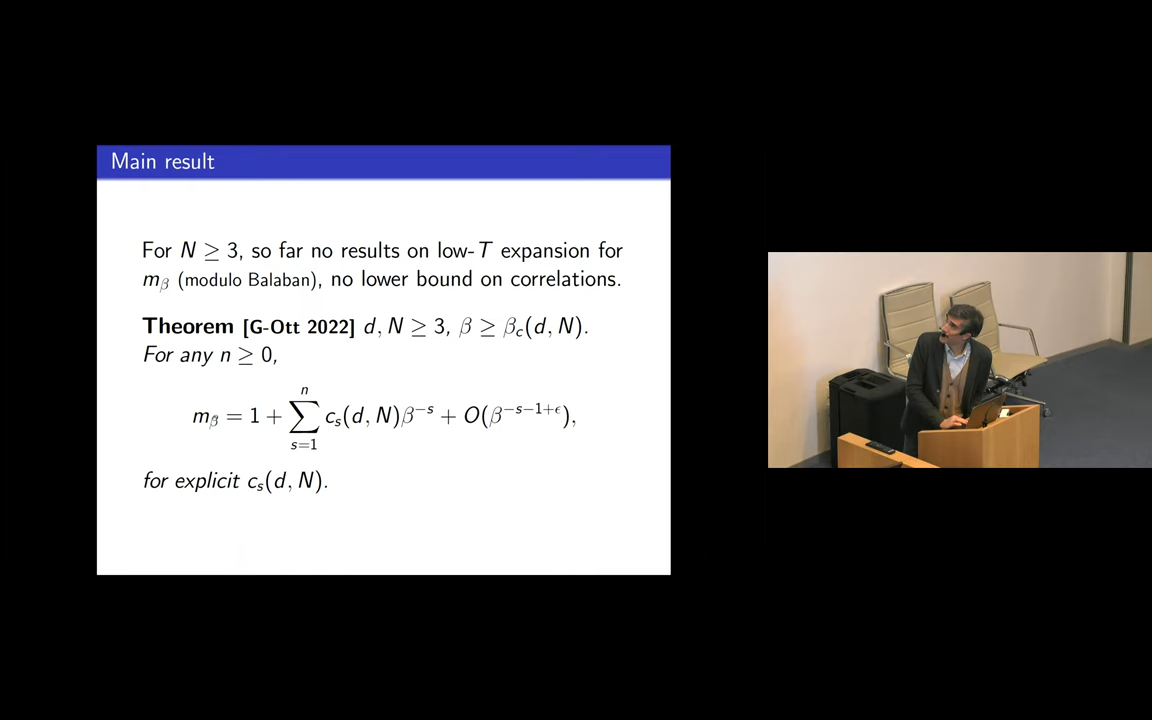 Main result
For N ≥ 3, so far no results on low-T expansion for
m_β (modulo Balaban), no lower bound on correlations.
Theorem [G-Ott 2022] d, N ≥ 3, β ≥ β_c(d, N).
For any n ≥ 0,
m_β = 1 + ∑_{s=1}^{n} c_s(d, N)β^{−s} + O(β^{−s−1+ϵ}),
for explicit c_s(d, N).